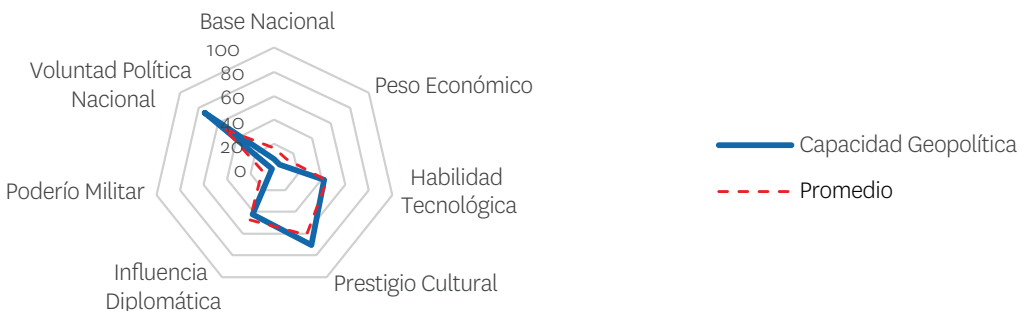 Base Nacional
100
80
60
40
20
0
Voluntad Política
Nacional
Peso Económico
Poderío Militar
Habilidad
Tecnológica
Influencia
Diplomática
Prestigio Cultural
Capacidad Geopolítica
Promedio